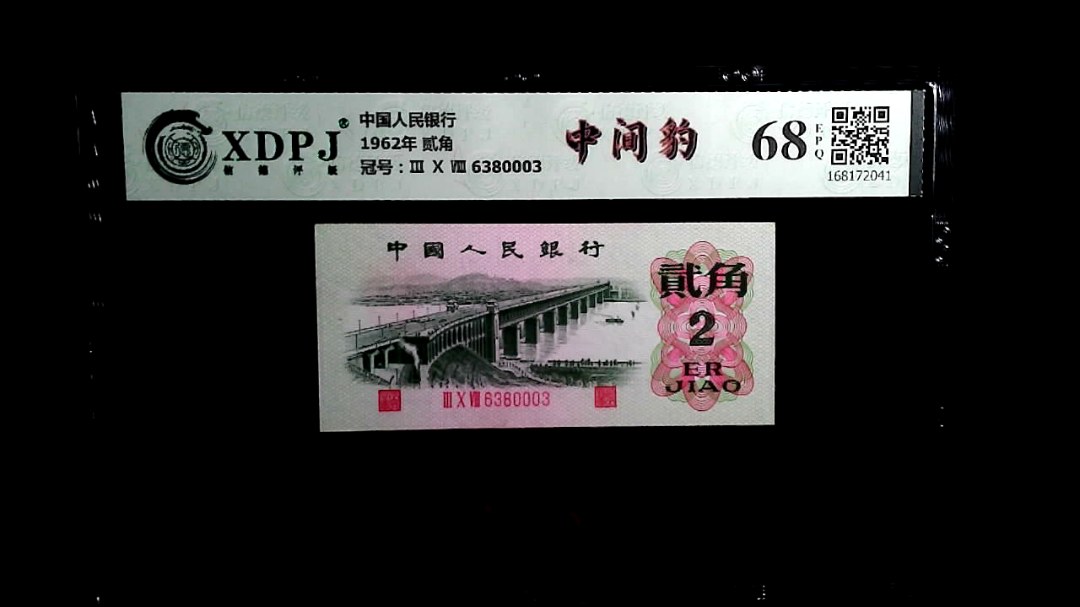 XDPJ®
中国人民银行
1962年 贰角
冠号：Ⅲ Ⅹ Ⅷ 6380003
中间豹
68
EPQ
168172041
中國人民銀行
貳角
2
ER
JIAO
Ⅲ Ⅹ Ⅷ 6380003